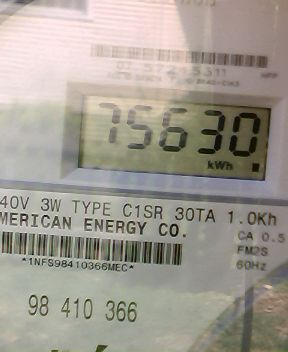 75630
kWh
40V 3W TYPE C1SR 30TA 1.0Kh
MERICAN ENERGY CO.
CA 0.5
FM2S
*1NFS98410366MEC*
60Hz
98 410 366